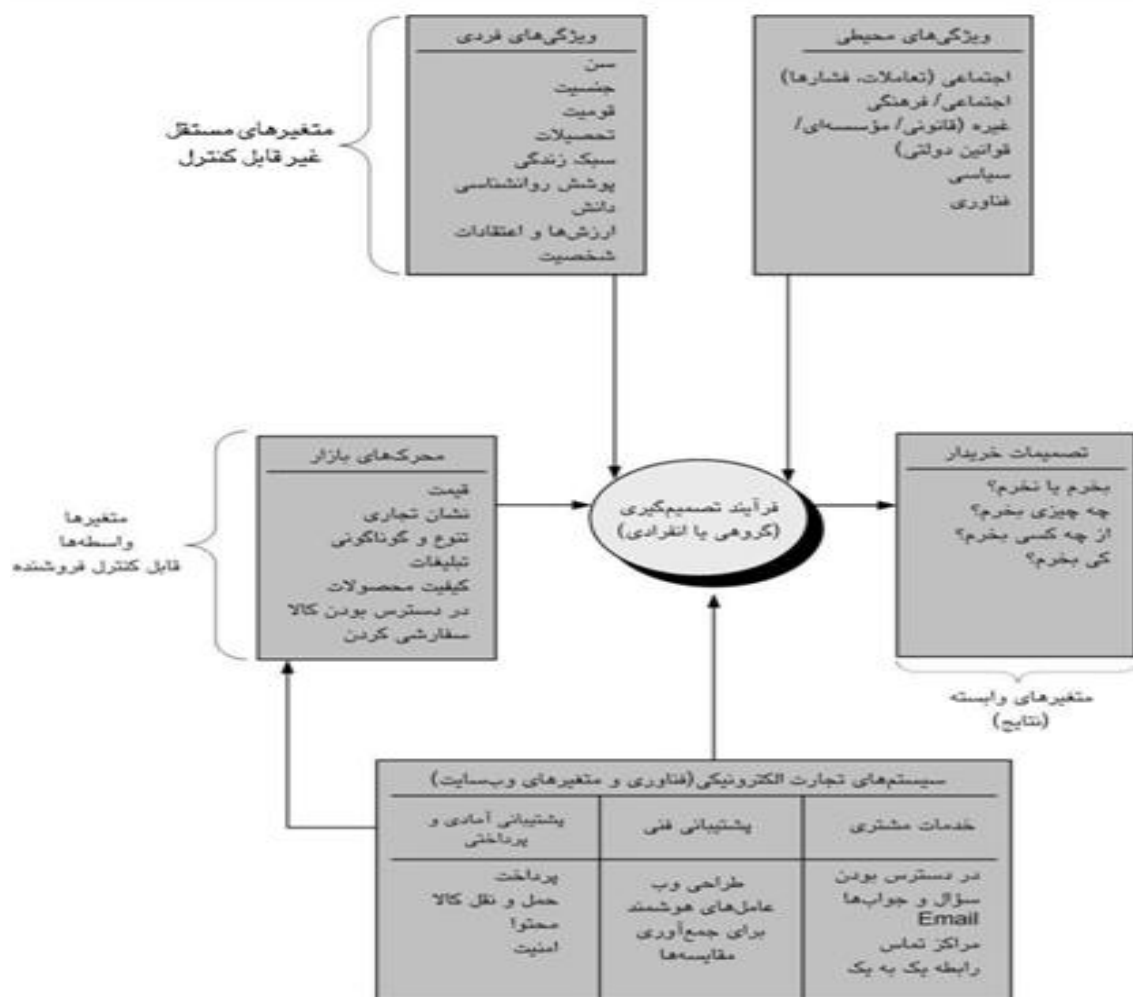 ویژگی‌های محیطی
اجتماعی (تعاملات، فشارها)
اجتماعی/ فرهنگی
غیره (قانونی/ مؤسسه‌ای/
قوانین دولتی)
سیاسی
فناوری
ویژگی‌های فردی
سن
جنسیت
قومیت
تحصیلات
سبک زندگی
پوشش روانشناسی
دانش
ارزش‌ها و اعتقادات
شخصیت
متغیرهای مستقل
غیر قابل کنترل
تصمیمات خریدار
بخرم یا نخرم؟
چه چیزی بخرم؟
از چه کسی بخرم؟
کی بخرم؟
متغیرهای وابسته
(نتایج)
فرآیند تصمیم‌گیری
(گروهی یا انفرادی)
محرک‌های بازار
قیمت
نشان تجاری
تنوع و گوناگونی
تبلیغات
کیفیت محصولات
در دسترس بودن کالا
سفارشی کردن
متغیرها
واسطه‌ها
قابل کنترل فروشنده
سیستم‌های تجارت الکترونیکی(فناوری و متغیرهای وب‌سایت)
خدمات مشتری
در دسترس بودن
سؤال و جواب‌ها
Email
مراکز تماس
رابطه یک به یک
پشتیبانی فنی
طراحی وب
عامل‌های هوشمند
برای جمع‌آوری
مقایسه‌ها
پشتیبانی آمادی و
پرداختی
پرداخت
حمل و نقل کالا
محتوا
امنیت